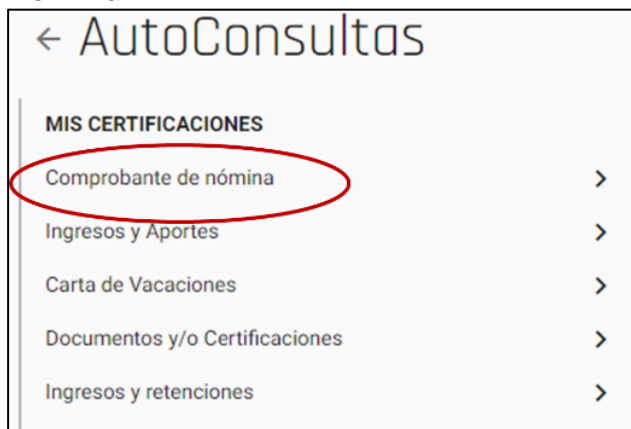 ← AutoConsultas
MIS CERTIFICACIONES
Comprobante de nómina
Ingresos y Aportes
Carta de Vacaciones
Documentos y/o Certificaciones
Ingresos y retenciones